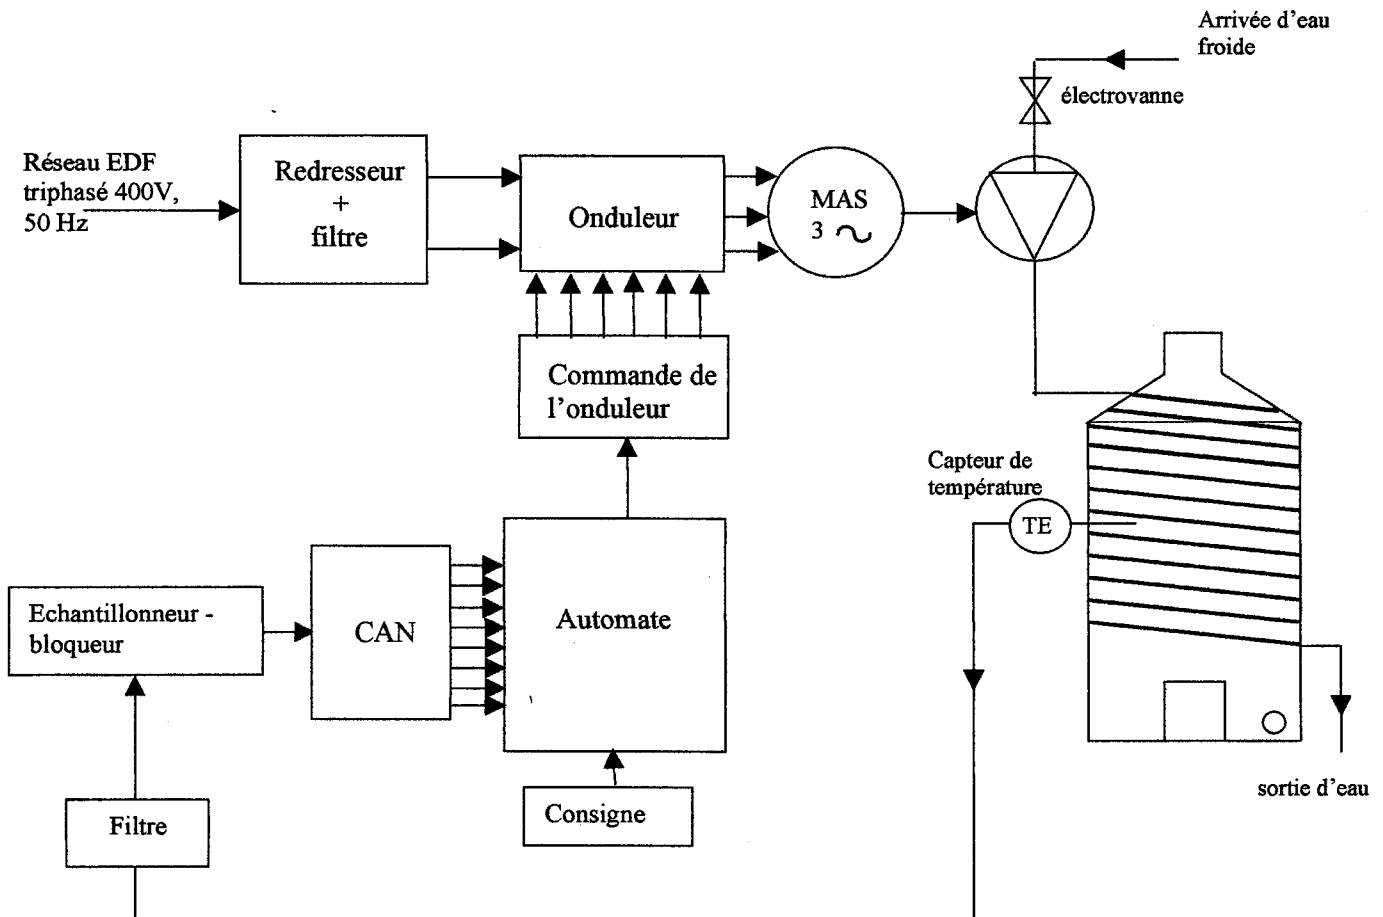 Arrivée d'eau
froide
électrovanne
Réseau EDF
triphasé 400V,
50 Hz
Redresseur
+
filtre
Onduleur
MAS
3 ~
Commande de
l'onduleur
Capteur de
température
TE
Echantillonneur -
bloqueur
CAN
Automate
Filtre
Consigne
sortie d'eau